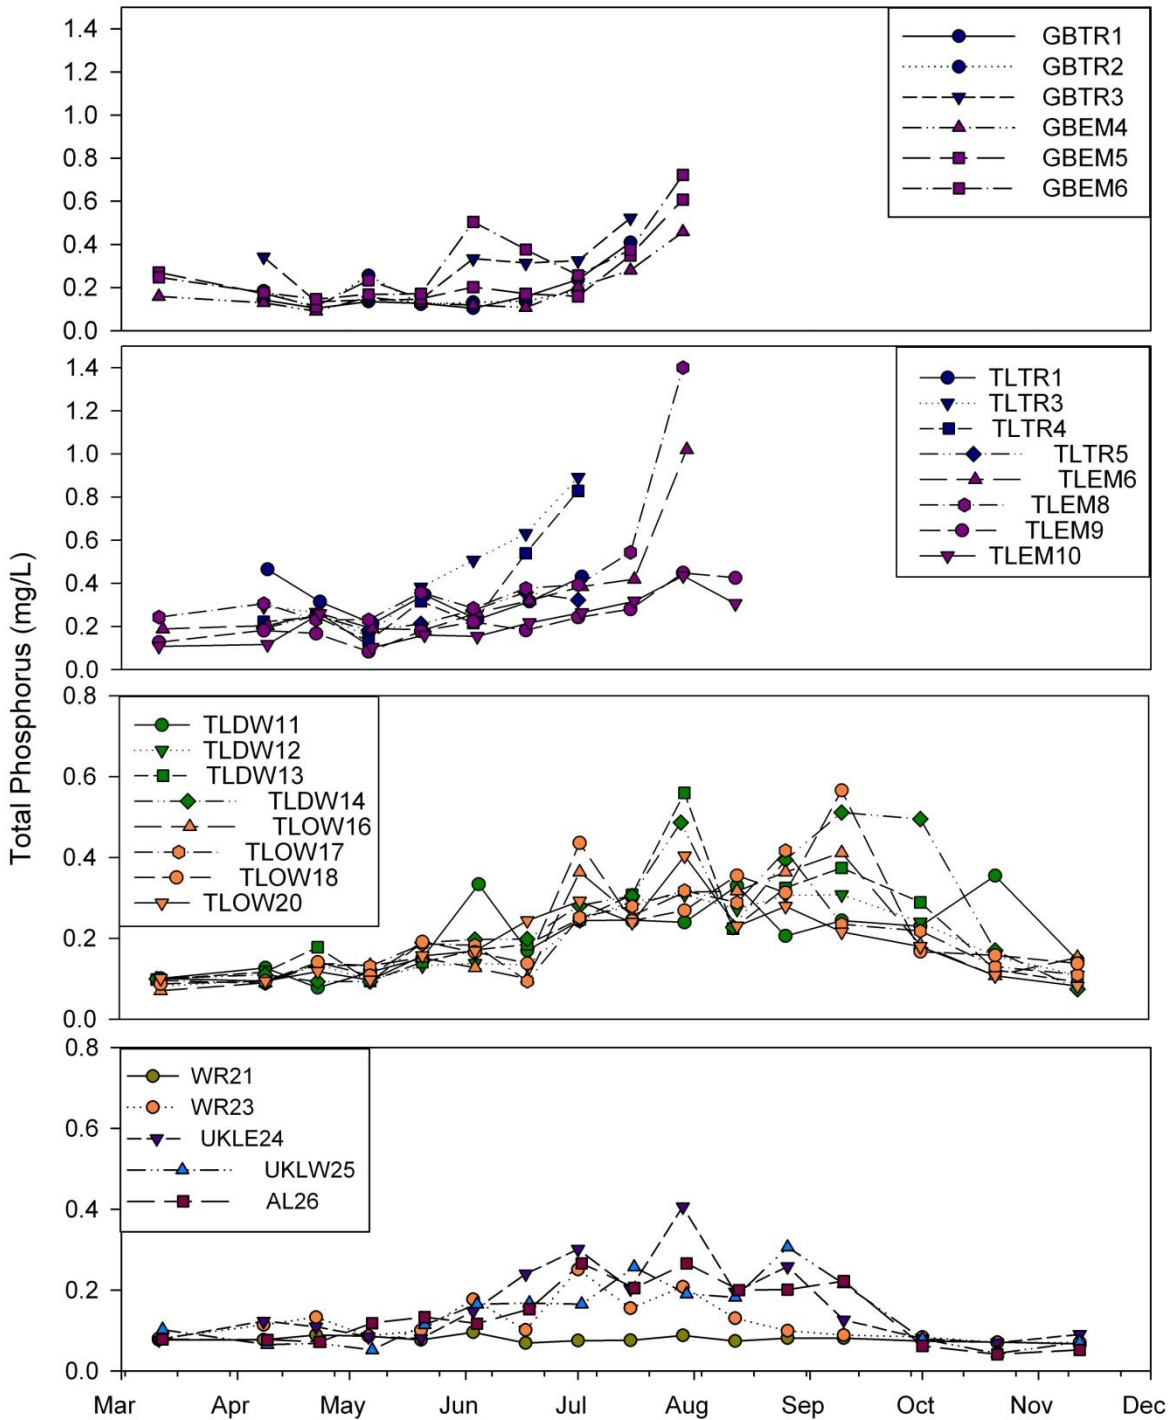 Total Phosphorus (mg/L)
1.4
1.2
1.0
0.8
0.6
0.4
0.2
0.0
GBTR1
GBTR2
GBTR3
GBEM4
GBEM5
GBEM6
1.4
1.2
1.0
0.8
0.6
0.4
0.2
0.0
TLTR1
TLTR3
TLTR4
TLTR5
TLEM6
TLEM8
TLEM9
TLEM10
0.8
0.6
0.4
0.2
0.0
TLDW11
TLDW12
TLDW13
TLDW14
TLOW16
TLOW17
TLOW18
TLOW20
0.8
0.6
0.4
0.2
0.0
WR21
WR23
UKLE24
UKLW25
AL26
Mar Apr May Jun Jul Aug Sep Oct Nov Dec